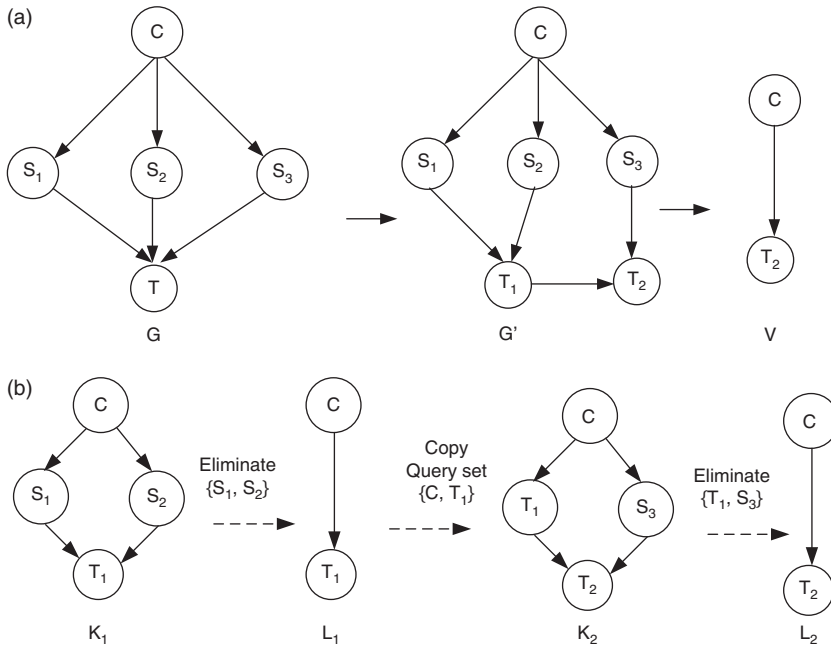 (a)
C
C
C
S1
S2
S3
S1
S2
S3
T
T1
T2
T2
G
G'
V
(b)
C
C
C
C
Eliminate
{S1, S2}
Copy
Query set
{C, T1}
Eliminate
{T1, S3}
S1
S2
T1
S3
T1
T1
T2
T2
K1
L1
K2
L2